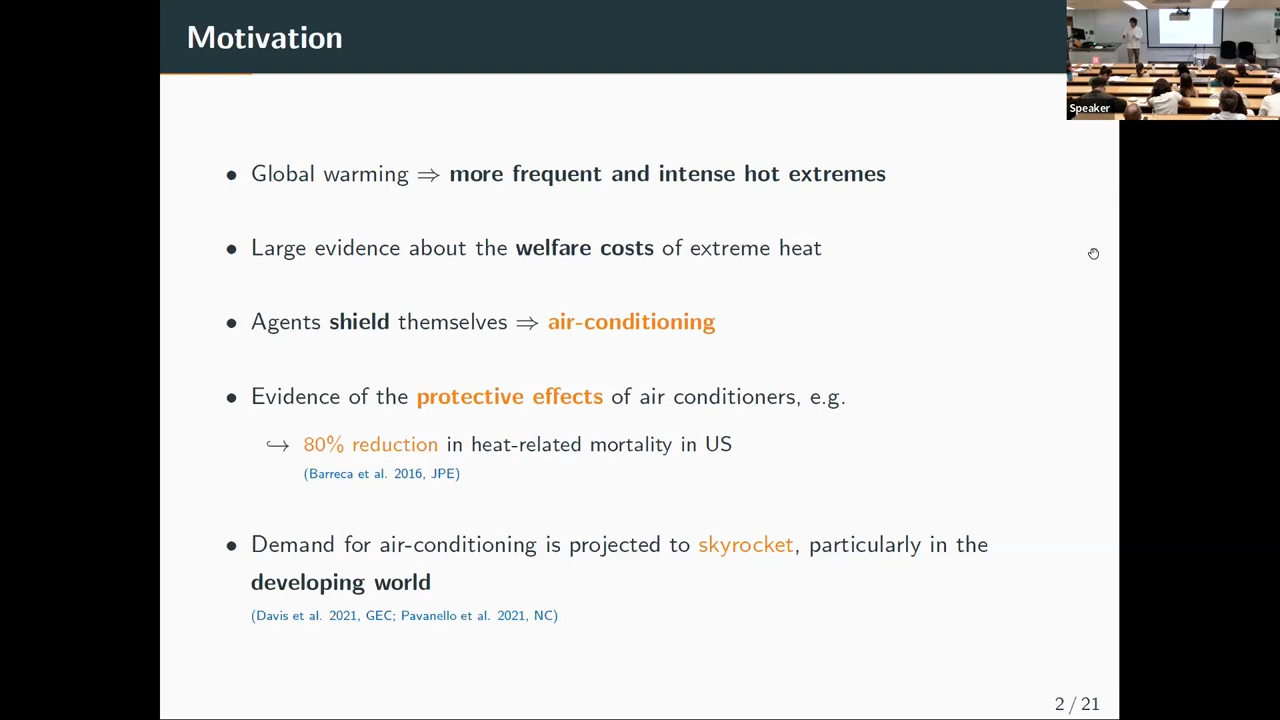 Motivation
Speaker
• Global warming ⇒ more frequent and intense hot extremes
• Large evidence about the welfare costs of extreme heat
• Agents shield themselves ⇒ air-conditioning
• Evidence of the protective effects of air conditioners, e.g.
↪ 80% reduction in heat-related mortality in US
(Barreca et al. 2016, JPE)
• Demand for air-conditioning is projected to skyrocket, particularly in the
developing world
(Davis et al. 2021, GEC; Pavanello et al. 2021, NC)
2 / 21